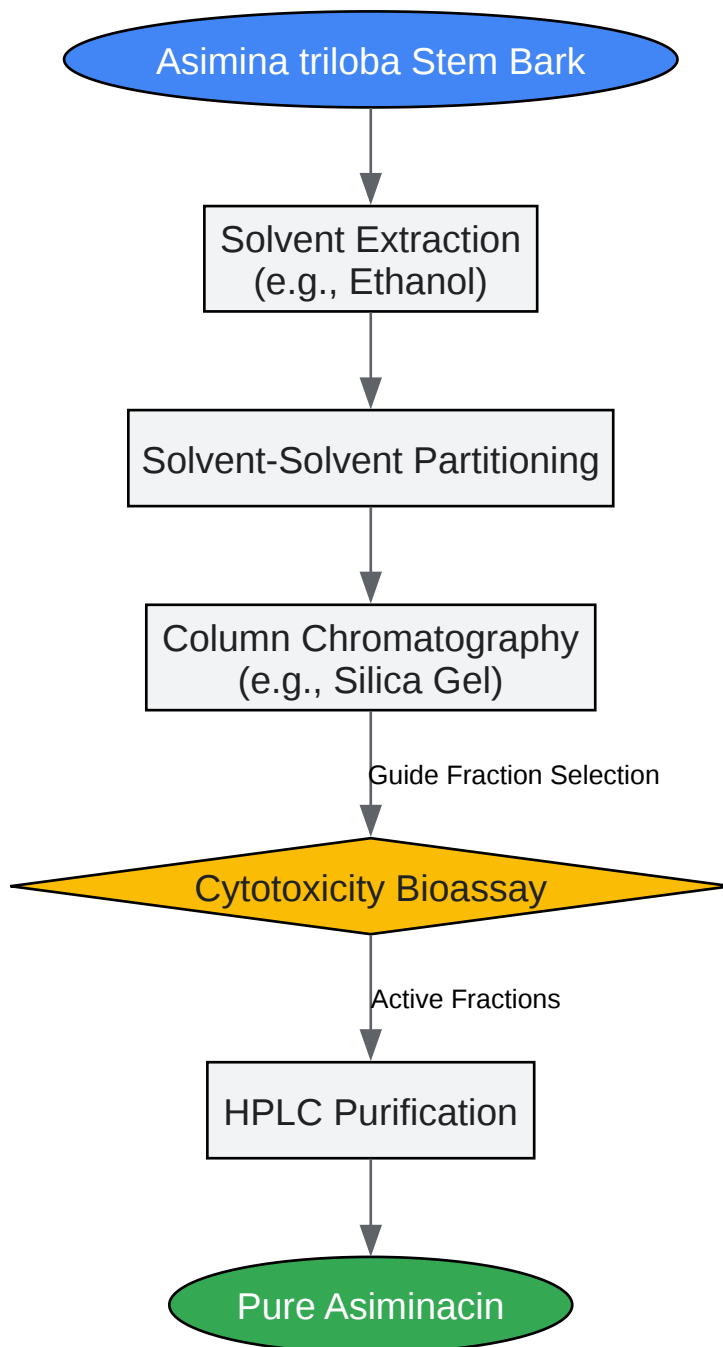 Asimina triloba Stem Bark
Solvent Extraction
(e.g., Ethanol)
Solvent-Solvent Partitioning
Column Chromatography
(e.g., Silica Gel)
Guide Fraction Selection
Cytotoxicity Bioassay
Active Fractions
HPLC Purification
Pure Asiminacin